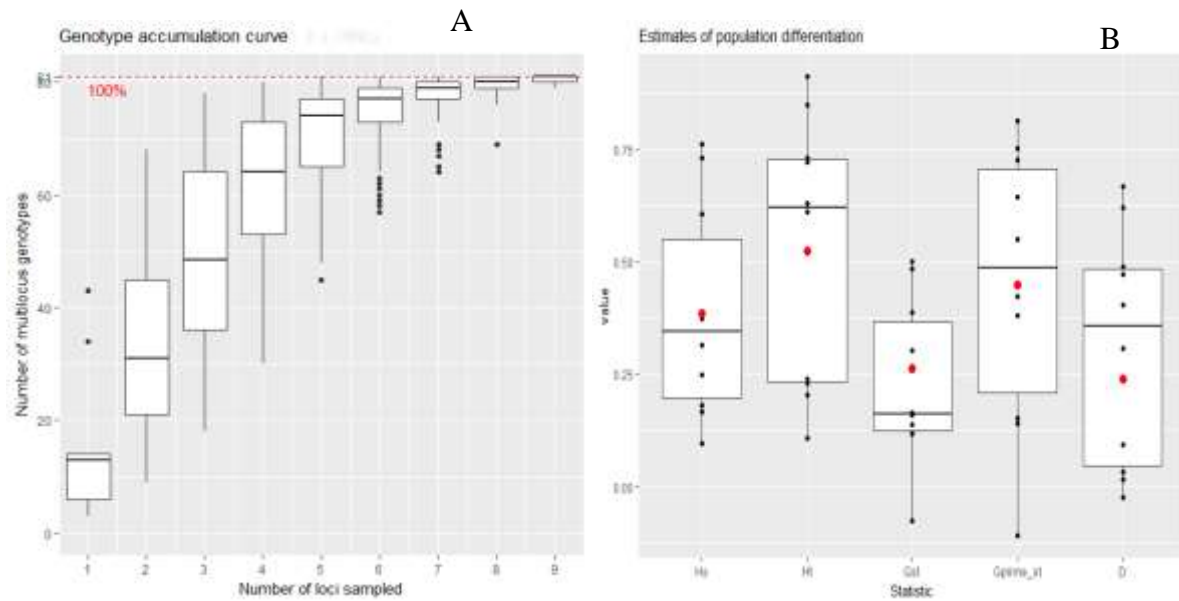 A
Genotype accumulation curve
100%
60
40
20
0
1 2 3 4 5 6 7 8 9
Number of loci sampled
Number of multilocus genotypes
B
Estimates of population differentiation
0.75
0.50
0.25
0.00
value
Hs Ht Gst Gprime_st D
Statistic